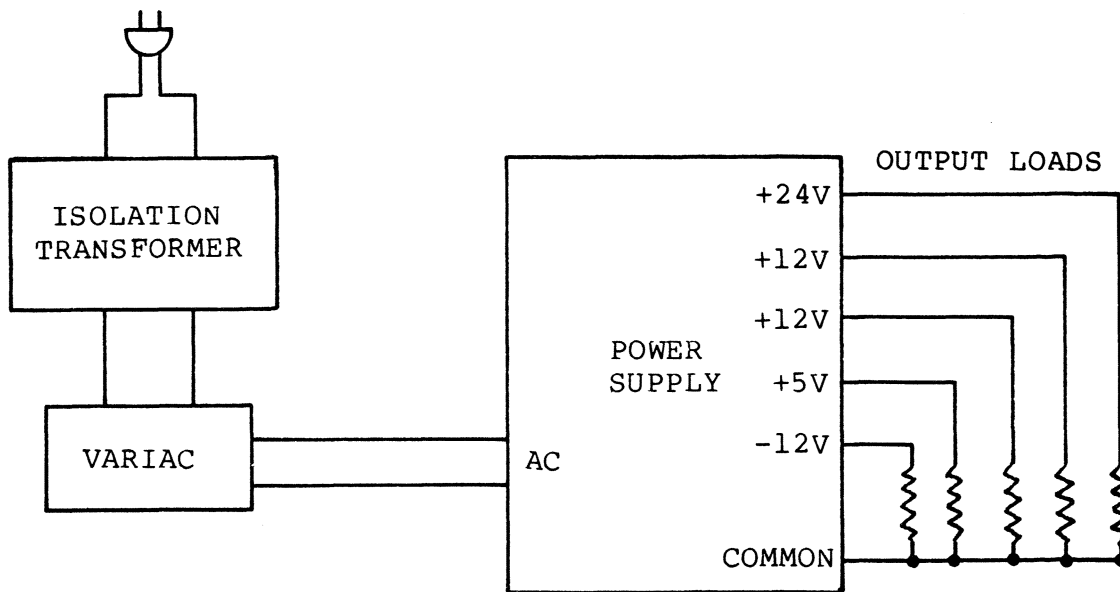 OUTPUT LOADS
+24V
ISOLATION
TRANSFORMER
+12V
+12V
POWER
SUPPLY
+5V
-12V
VARIAC
AC
COMMON